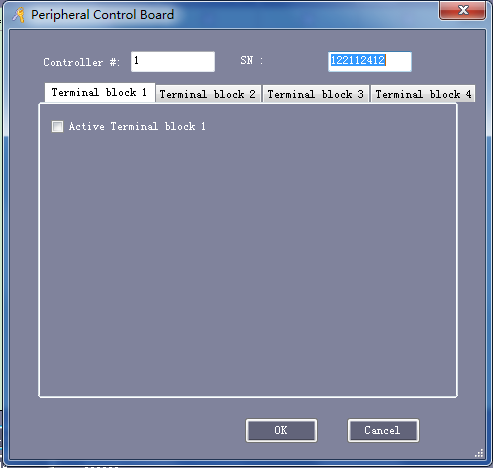 Peripheral Control Board
Controller #: 1 SN : 122112412
Terminal block 1 Terminal block 2 Terminal block 3 Terminal block 4
Active Terminal block 1
OK Cancel